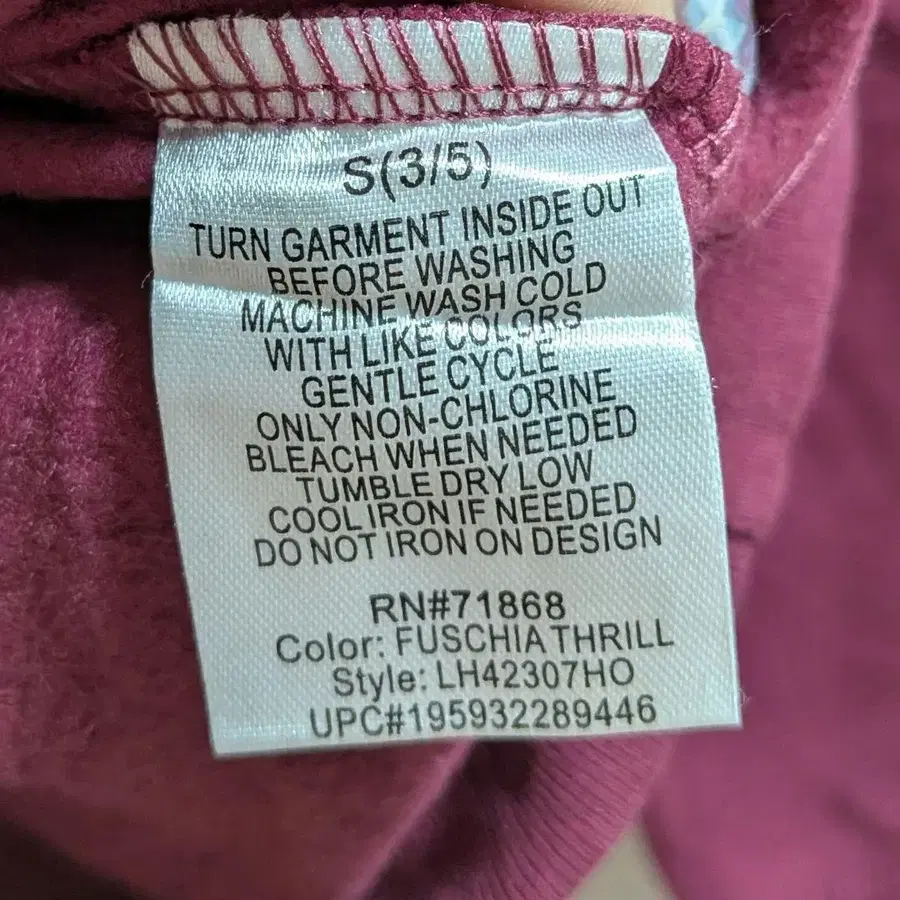 S(3/5)
TURN GARMENT INSIDE OUT
BEFORE WASHING
MACHINE WASH COLD
WITH LIKE COLORS
GENTLE CYCLE
ONLY NON-CHLORINE
BLEACH WHEN NEEDED
TUMBLE DRY LOW
COOL IRON IF NEEDED
DO NOT IRON ON DESIGN
RN#71868
Color: FUSCHIA THRILL
Style: LH42307HO
UPC#195932289446